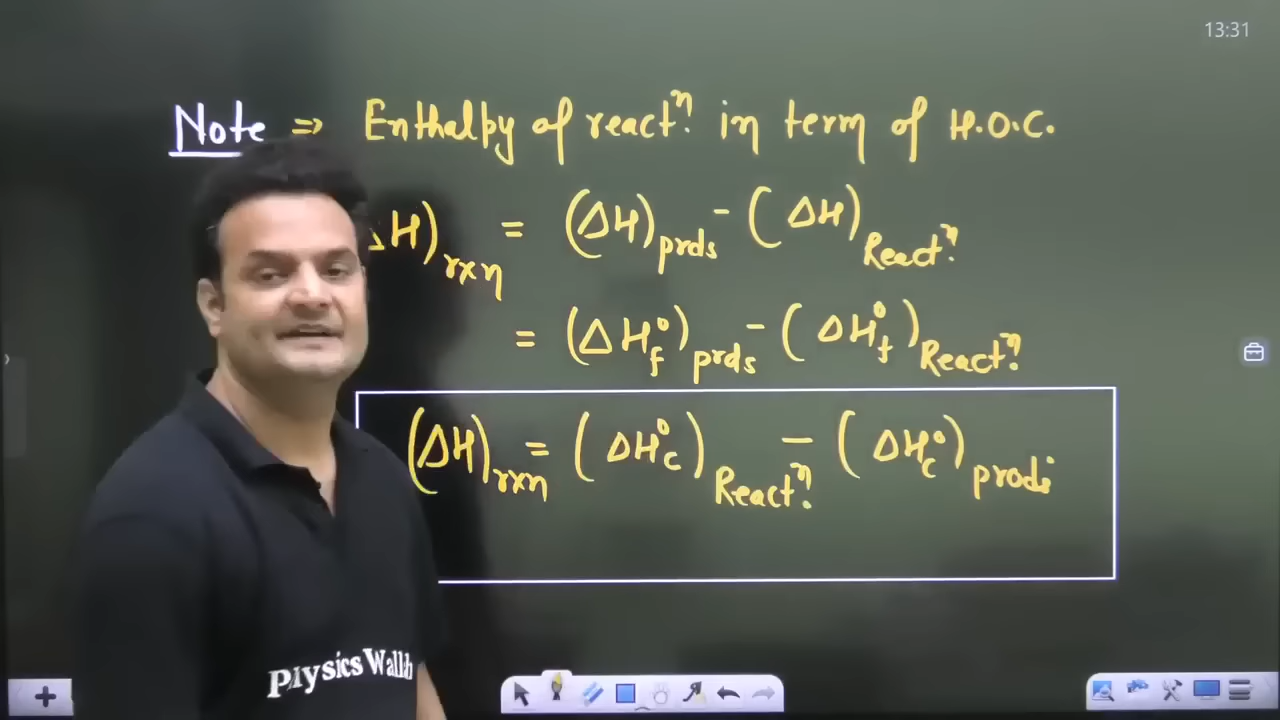 13:31
Note ⇒ Enthalpy of reactⁿ. in term of H.O.C.
ΔH)rxn = (ΔH)prds - (ΔH)Reactⁿ.
= (ΔH°f)prds - (ΔH°f)Reactⁿ.
(ΔH)rxn = (ΔH°c)Reactⁿ. - (ΔH°c)prods
Physics Wallah